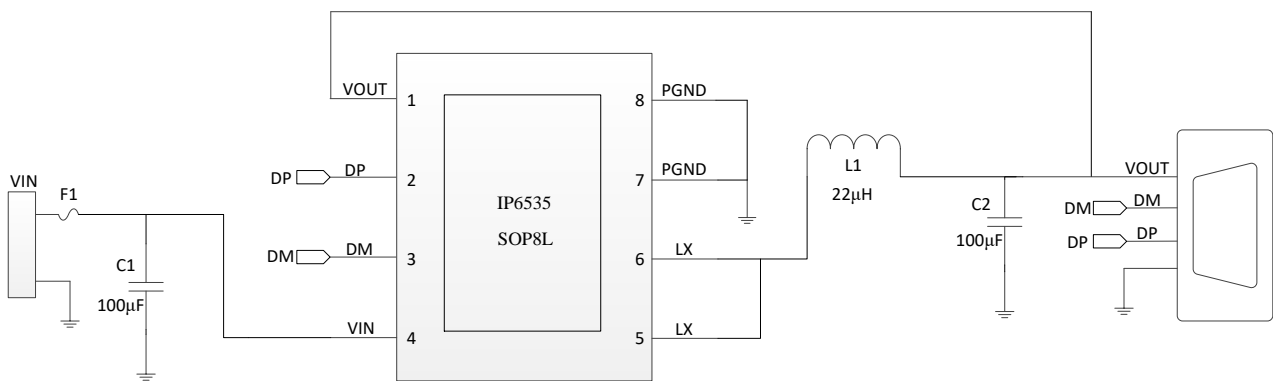 VOUT
1
8
PGND
DP
DP
2
7
PGND
L1
22μH
VOUT
VIN
F1
IP6535
SOP8L
C2
100μF
DM
DM
DP
DP
DM
DM
3
6
LX
C1
100μF
VIN
4
5
LX